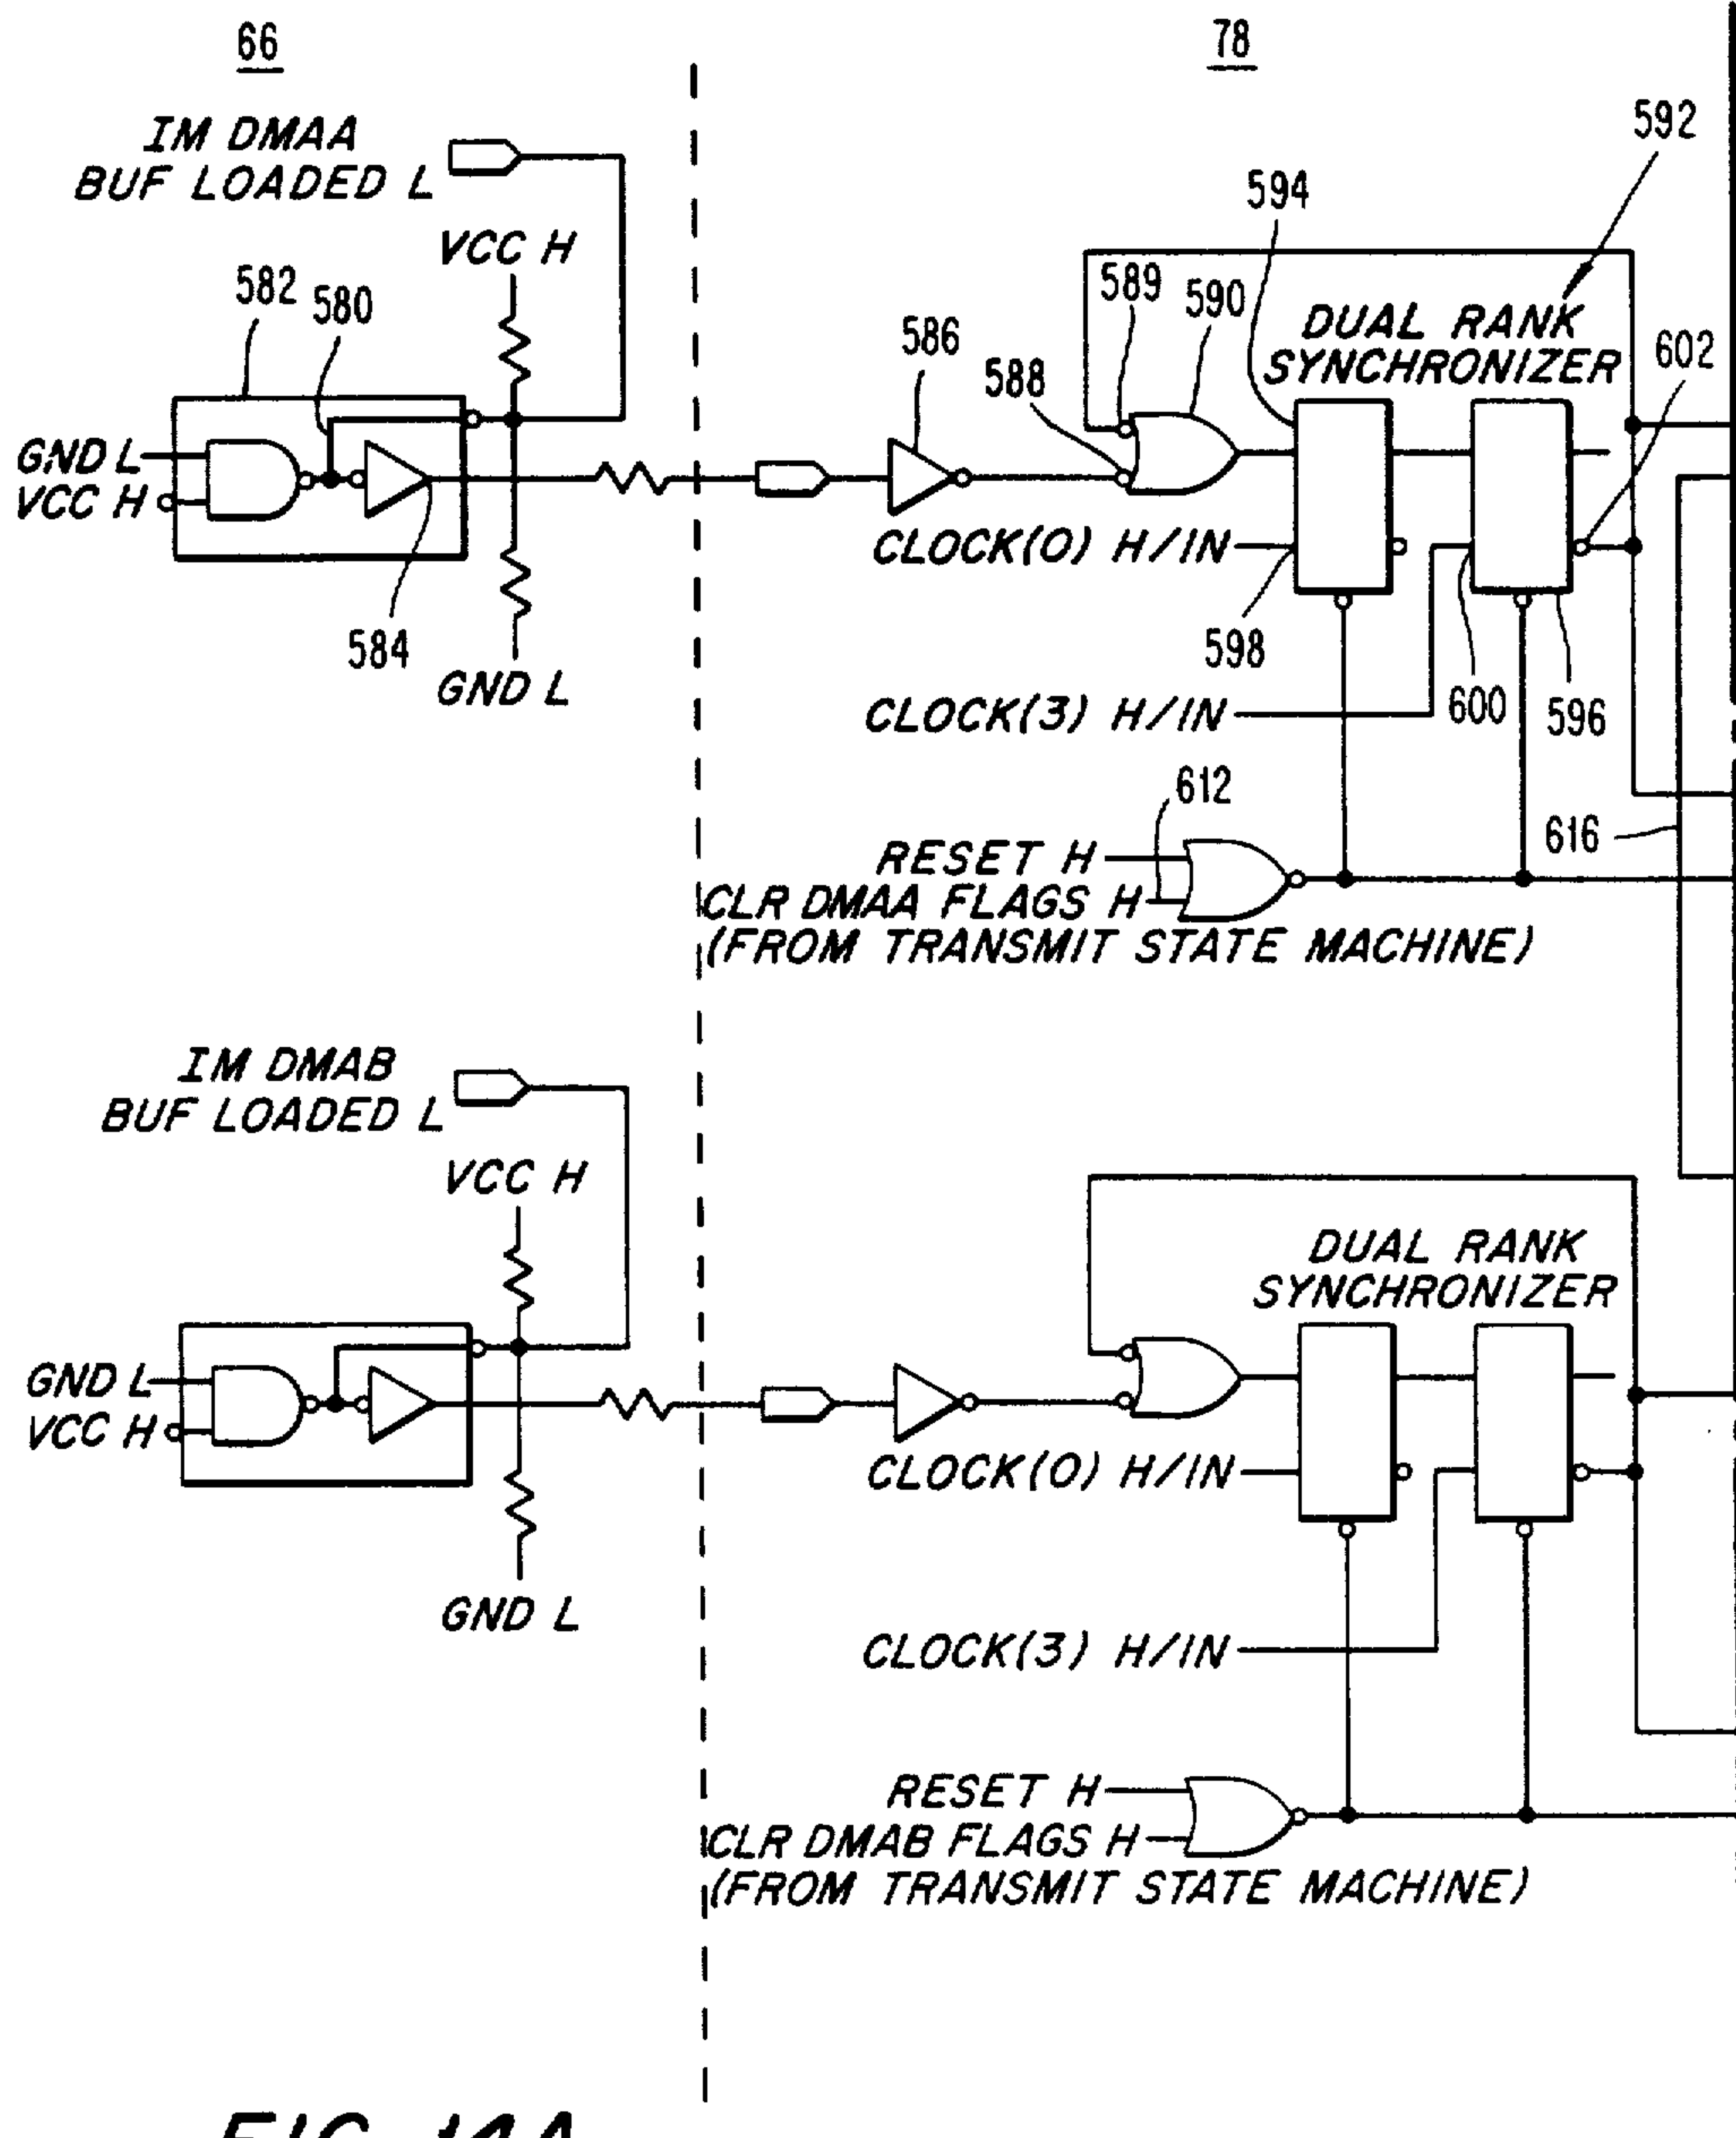 66
78
IM DMAA
BUF LOADED L
VCC H
582
580
GND L
VCC H
584
GND L
586
588
589
590
594
592
DUAL RANK
SYNCHRONIZER
602
CLOCK(0) H/IN
598
CLOCK(3) H/IN
600
596
612
RESET H
CLR DMAA FLAGS H
(FROM TRANSMIT STATE MACHINE)
616
IM DMAB
BUF LOADED L
VCC H
GND L
VCC H
GND L
DUAL RANK
SYNCHRONIZER
CLOCK(0) H/IN
CLOCK(3) H/IN
RESET H
CLR DMAB FLAGS H
(FROM TRANSMIT STATE MACHINE)